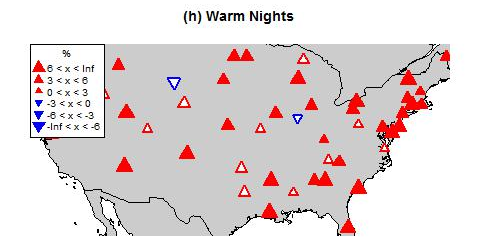 (h) Warm Nights
%
6 < x < Inf
3 < x < 6
0 < x < 3
-3 < x < 0
-6 < x < -3
-Inf < x < -6